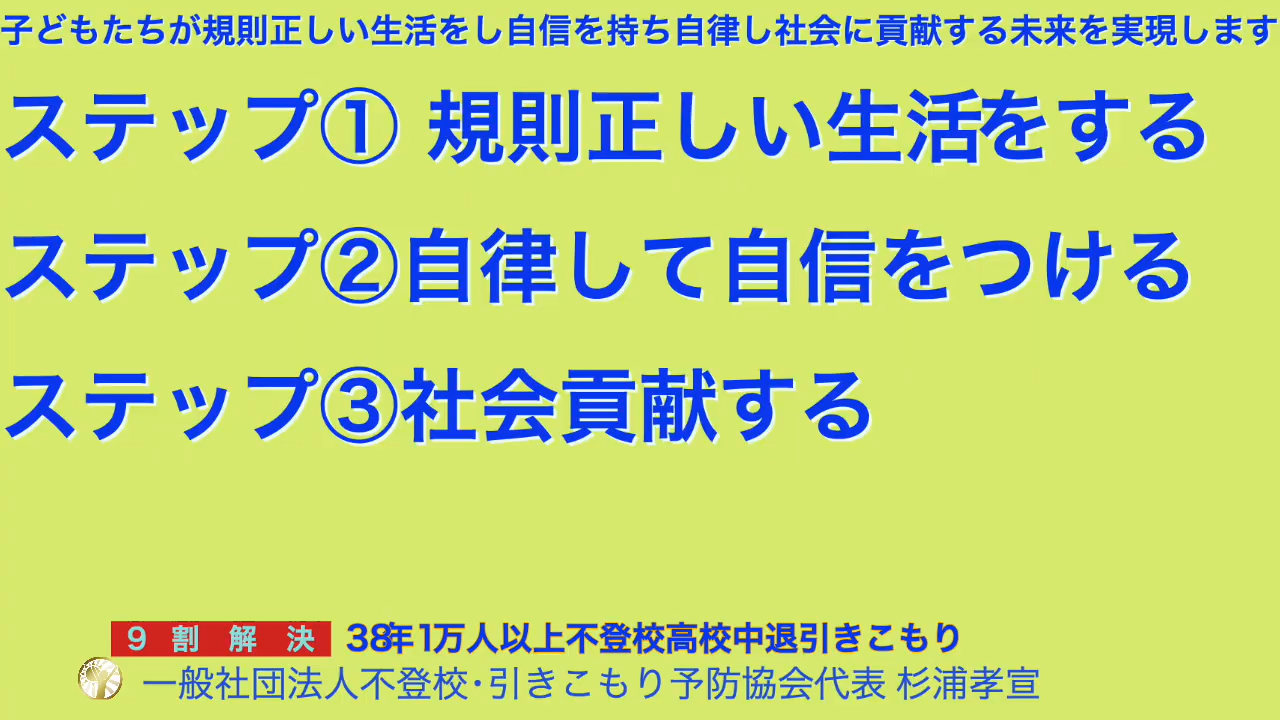 子どもたちが規則正しい生活をし自信を持ち自律し社会に貢献する未来を実現します
ステップ① 規則正しい生活をする
ステップ②自律して自信をつける
ステップ③社会貢献する
9割解決 38年1万人以上不登校高校中退引きこもり
一般社団法人不登校・引きこもり予防協会代表 杉浦孝宣